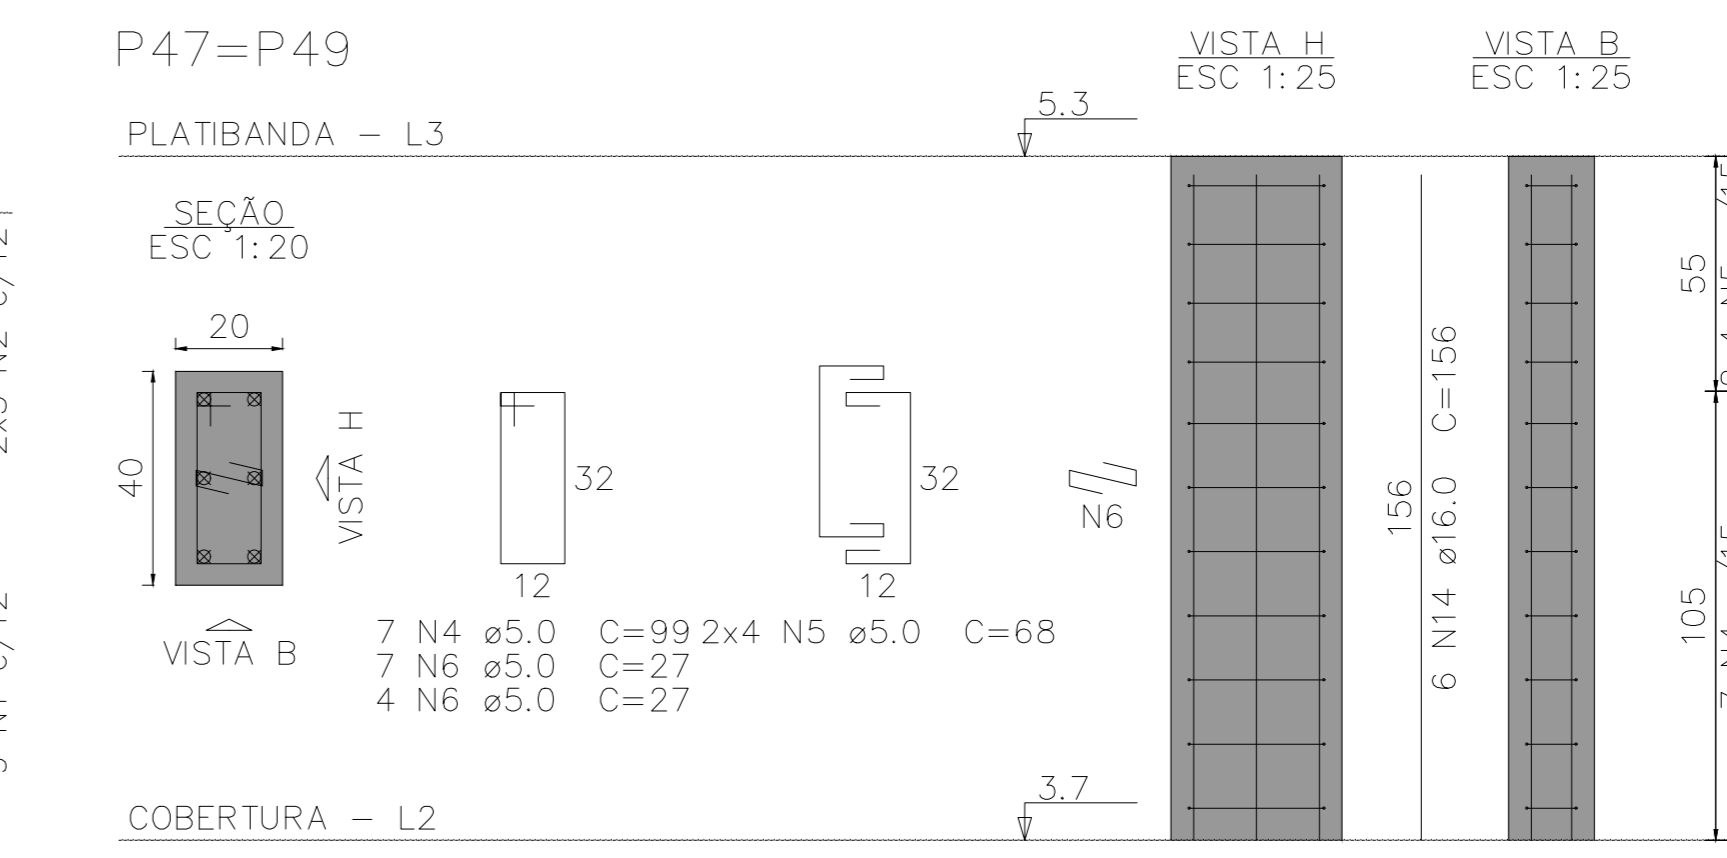 P47=P49
VISTA H
ESC 1:25
VISTA B
ESC 1:25
5.3
PLATIBANDA - L3
SEÇÃO
ESC 1:20
20
40
VISTA H
VISTA B
32
12
32
12
N6
7 N4 ø5.0 C=99
2x4 N5 ø5.0 C=68
7 N6 ø5.0 C=27
4 N6 ø5.0 C=27
156
6 N14 ø16.0 C=156
55
105
3.7
COBERTURA - L2